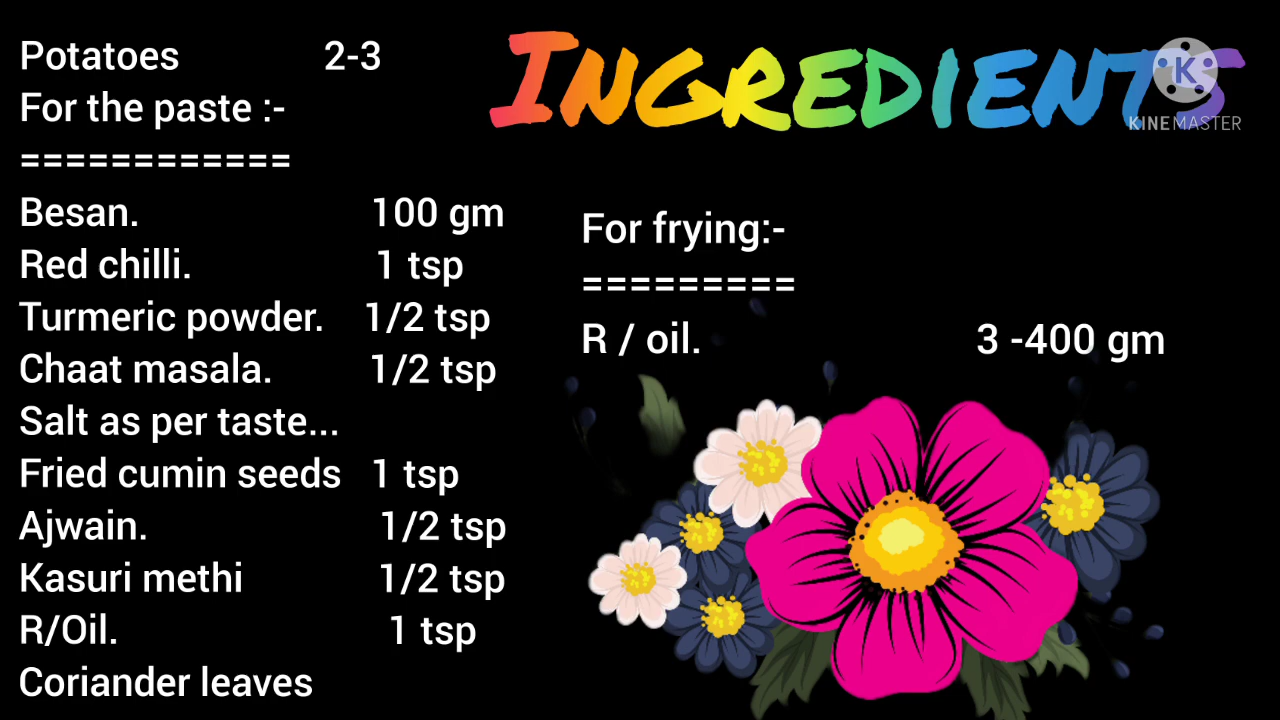 INGREDIENTS
KINEMASTER
Potatoes 2-3
For the paste :-
============
Besan. 100 gm
Red chilli. 1 tsp
Turmeric powder. 1/2 tsp
Chaat masala. 1/2 tsp
Salt as per taste...
Fried cumin seeds 1 tsp
Ajwain. 1/2 tsp
Kasuri methi 1/2 tsp
R/Oil. 1 tsp
Coriander leaves
For frying:-
=========
R / oil. 3 -400 gm